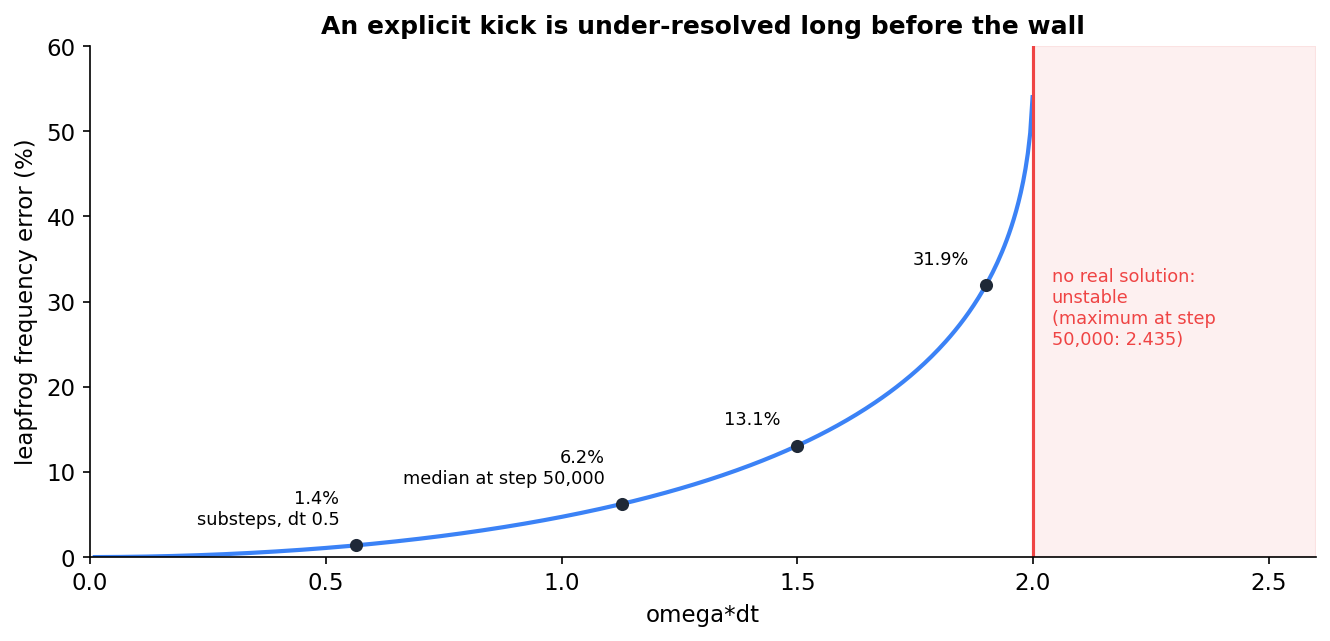 An explicit kick is under-resolved long before the wall
leapfrog frequency error (%)
60
50
40
30
20
10
0
31.9%
13.1%
6.2%
median at step 50,000
1.4%
substeps, dt 0.5
no real solution:
unstable
(maximum at step
50,000: 2.435)
0.0
0.5
1.0
1.5
2.0
2.5
omega*dt